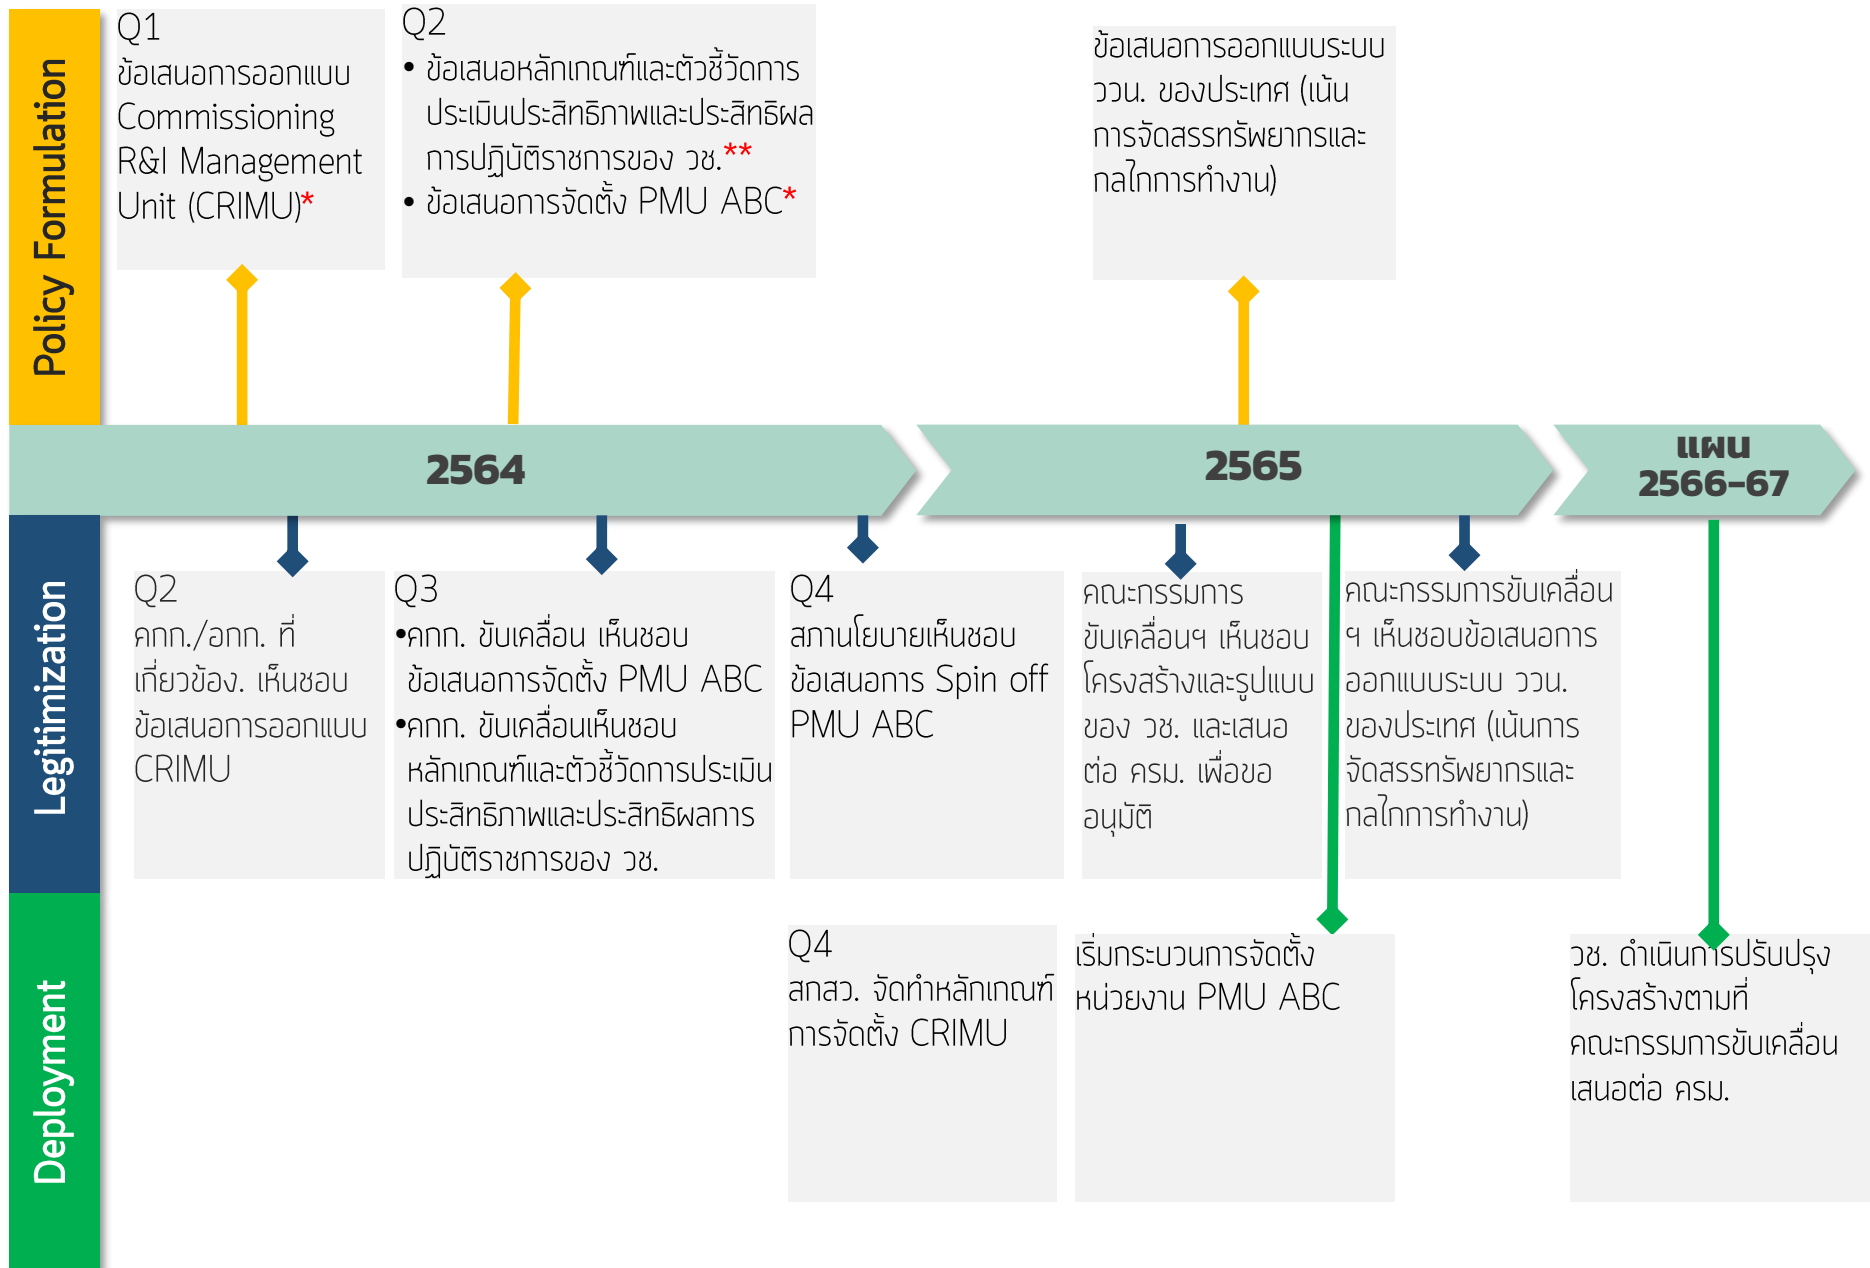 Policy Formulation
Q1
ข้อเสนอการออกแบบ
Commissioning
R&I Management
Unit (CRIMU)*
Q2
• ข้อเสนอหลักเกณฑ์และตัวชี้วัดการ
ประเมินประสิทธิภาพและประสิทธิผล
การปฏิบัติราชการของ วช.**
• ข้อเสนอการจัดตั้ง PMU ABC*
ข้อเสนอการออกแบบระบบ
ววน. ของประเทศ (เน้น
การจัดสรรทรัพยากรและ
กลไกการทำงาน)
2564
2565
แผน
2566-67
Legitimization
Q2
คกก./อกก. ที่
เกี่ยวข้อง. เห็นชอบ
ข้อเสนอการออกแบบ
CRIMU
Q3
•คกก. ขับเคลื่อน เห็นชอบ
ข้อเสนอการจัดตั้ง PMU ABC
•คกก. ขับเคลื่อนเห็นชอบ
หลักเกณฑ์และตัวชี้วัดการประเมิน
ประสิทธิภาพและประสิทธิผลการ
ปฏิบัติราชการของ วช.
Q4
สภานโยบายเห็นชอบ
ข้อเสนอการ Spin off
PMU ABC
คณะกรรมการ
ขับเคลื่อนฯ เห็นชอบ
โครงสร้างและรูปแบบ
ของ วช. และเสนอ
ต่อ ครม. เพื่อขอ
อนุมัติ
คณะกรรมการขับเคลื่อน
ฯ เห็นชอบข้อเสนอการ
ออกแบบระบบ ววน.
ของประเทศ (เน้นการ
จัดสรรทรัพยากรและ
กลไกการทำงาน)
Deployment
Q4
สกสว. จัดทำหลักเกณฑ์
การจัดตั้ง CRIMU
เริ่มกระบวนการจัดตั้ง
หน่วยงาน PMU ABC
วช. ดำเนินการปรับปรุง
โครงสร้างตามที่
คณะกรรมการขับเคลื่อน
เสนอต่อ ครม.